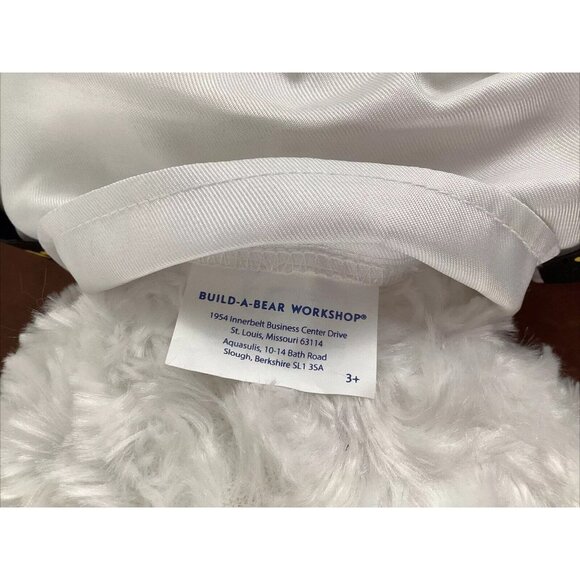 BUILD-A-BEAR WORKSHOP®
1954 Innerbelt Business Center Drive
St. Louis, Missouri 63114
Aquasulis, 10-14 Bath Road
Slough, Berkshire SL1 3SA
3+